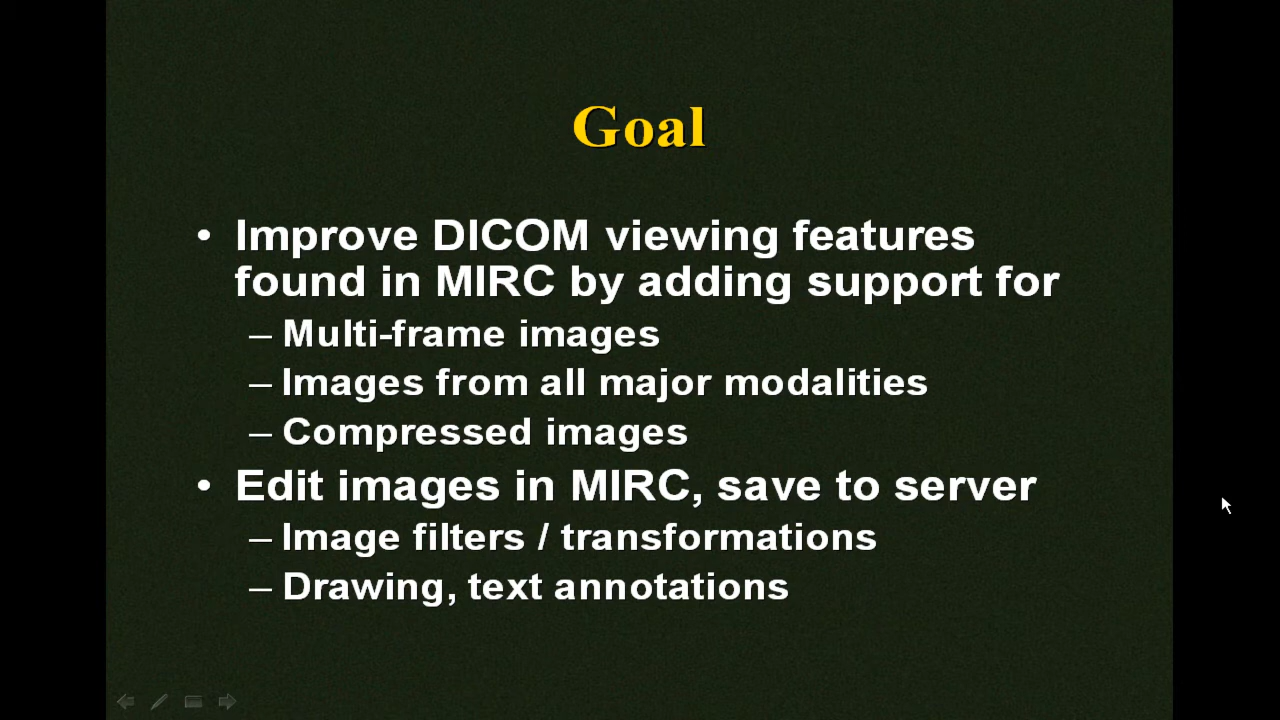 Goal
• Improve DICOM viewing features
found in MIRC by adding support for
– Multi-frame images
– Images from all major modalities
– Compressed images
• Edit images in MIRC, save to server
– Image filters / transformations
– Drawing, text annotations